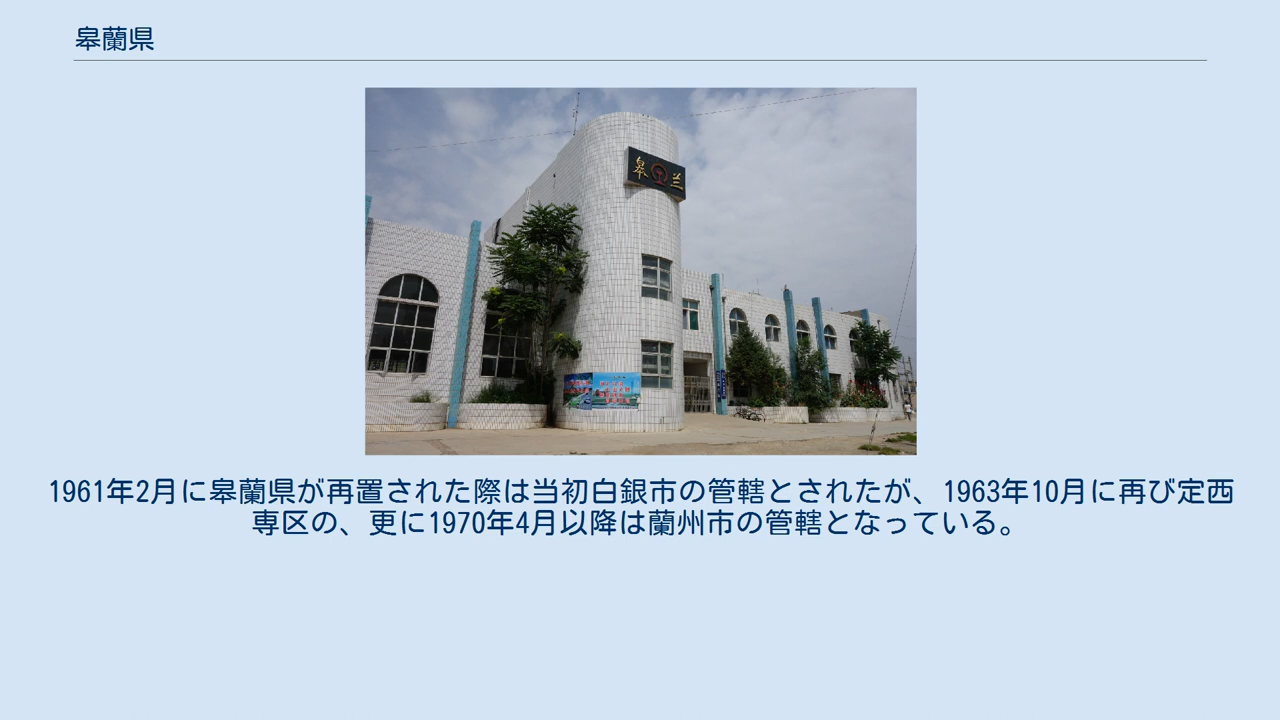 皋蘭県
皋 兰
1961年2月に皋蘭県が再置された際は当初白銀市の管轄とされたが、1963年10月に再び定西
専区の、更に1970年4月以降は蘭州市の管轄となっている。